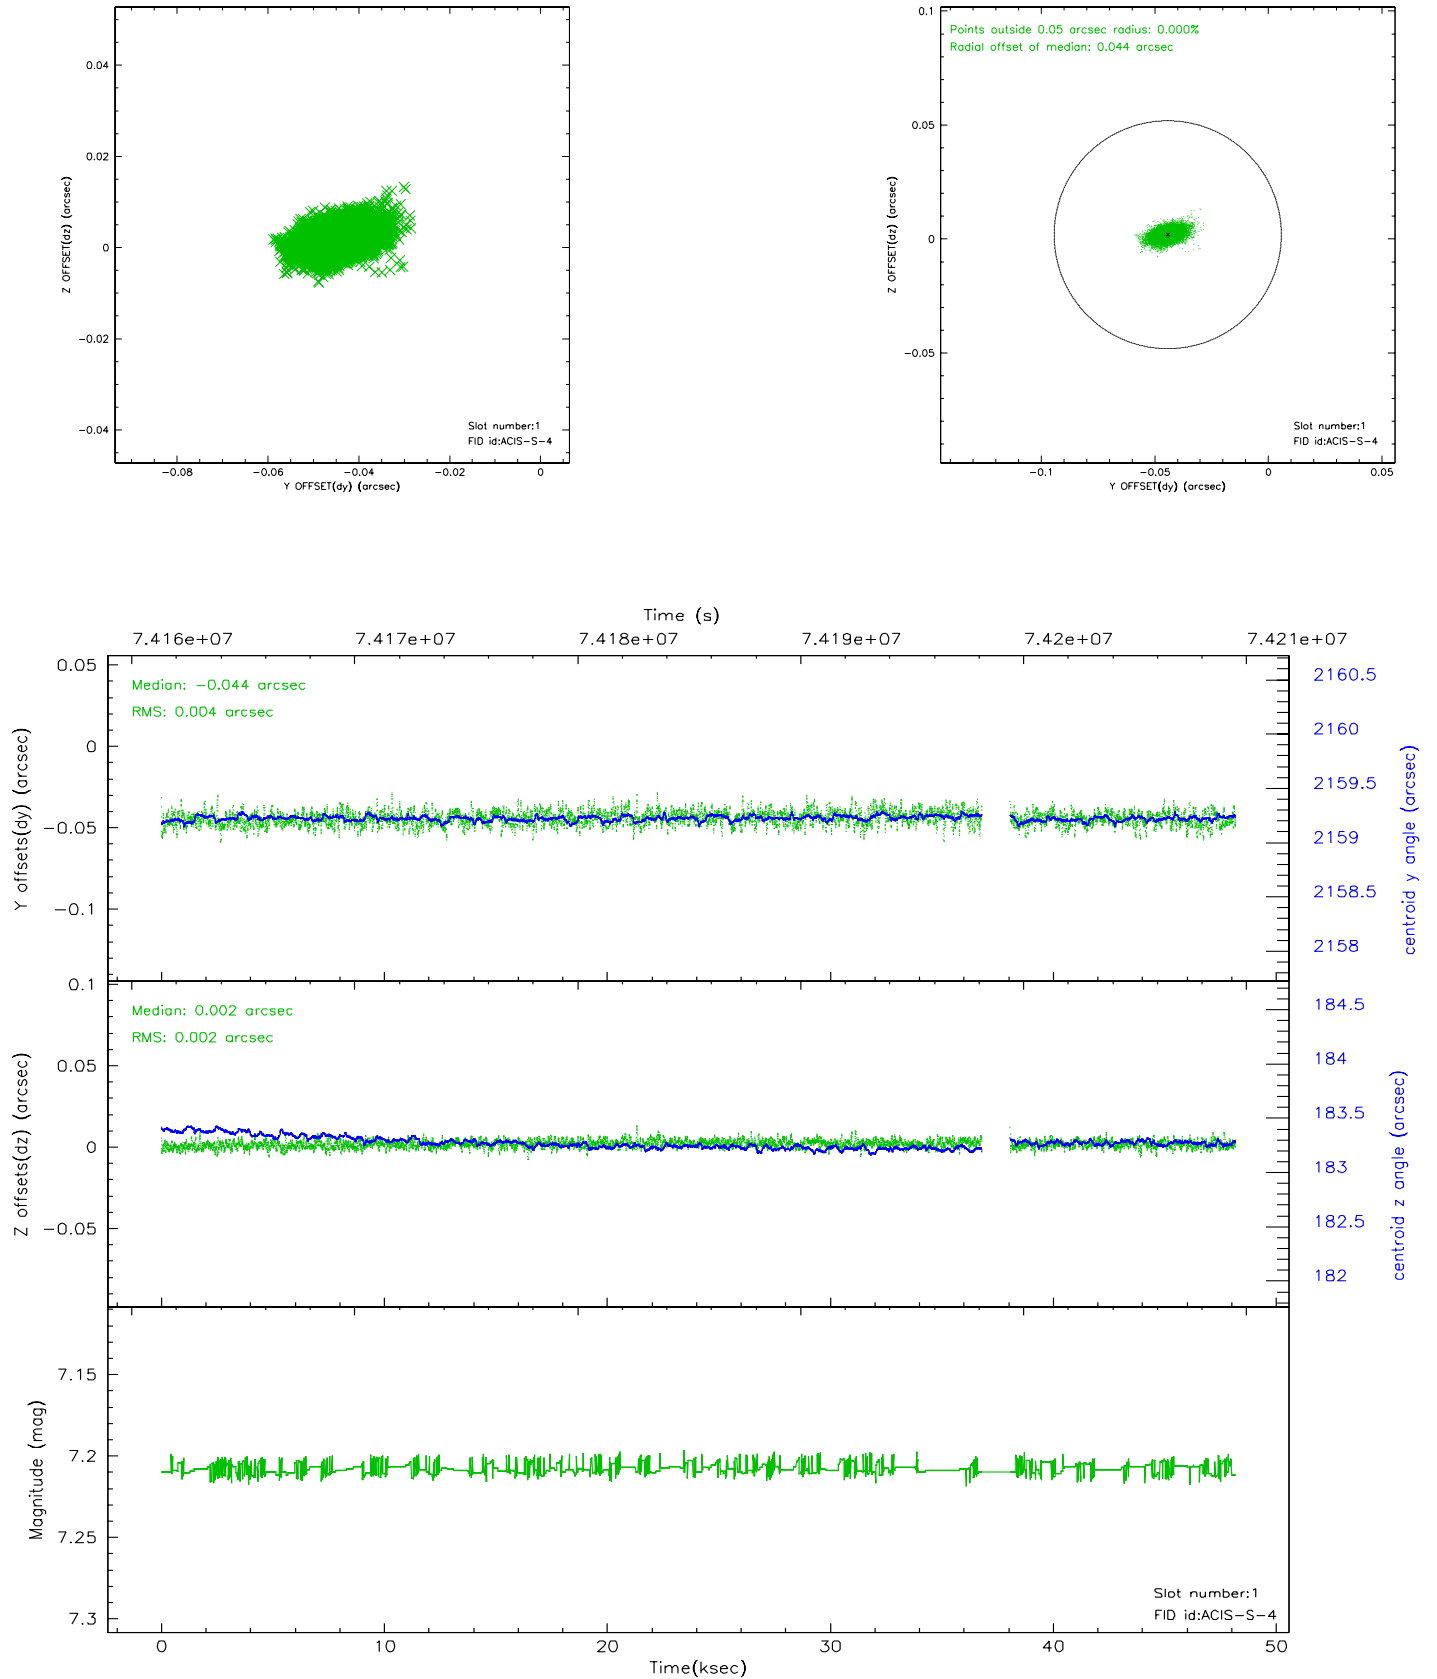 0.04
0.02
0
−0.02
−0.04
Z OFFSET(dz) (arcsec)
Slot number:1
FID id:ACIS−S−4
−0.08
−0.06
−0.04
−0.02
0
Y OFFSET(dy) (arcsec)
0.1
0.05
0
−0.05
Z OFFSET(dz) (arcsec)
Points outside 0.05 arcsec radius: 0.000%
Radial offset of median: 0.044 arcsec
Slot number:1
FID id:ACIS−S−4
−0.1
−0.05
0
0.05
Y OFFSET(dy) (arcsec)
Time (s)
7.416e+07
7.417e+07
7.418e+07
7.419e+07
7.42e+07
7.421e+07
0.05
0
−0.05
−0.1
Y offsets(dy) (arcsec)
Median: −0.044 arcsec
RMS: 0.004 arcsec
2160.5
2160
2159.5
2159
2158.5
2158
centroid y angle (arcsec)
0.1
0.05
0
−0.05
Z offsets(dz) (arcsec)
Median: 0.002 arcsec
RMS: 0.002 arcsec
184.5
184
183.5
183
182.5
182
centroid z angle (arcsec)
7.15
7.2
7.25
7.3
Magnitude (mag)
Slot number:1
FID id:ACIS−S−4
0
10
20
30
40
50
Time(ksec)